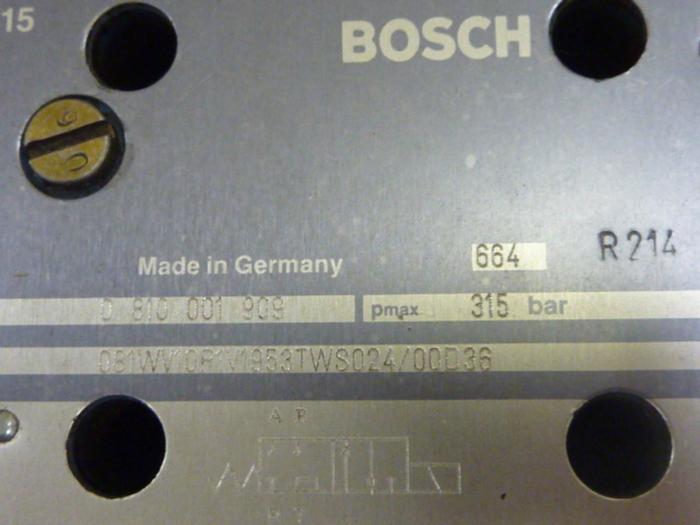 15
BOSCH
Made in Germany 664 R214
0 810 001 909 pmax 315 bar
081WV10P1V1953TWS024/00D36
A B
P T